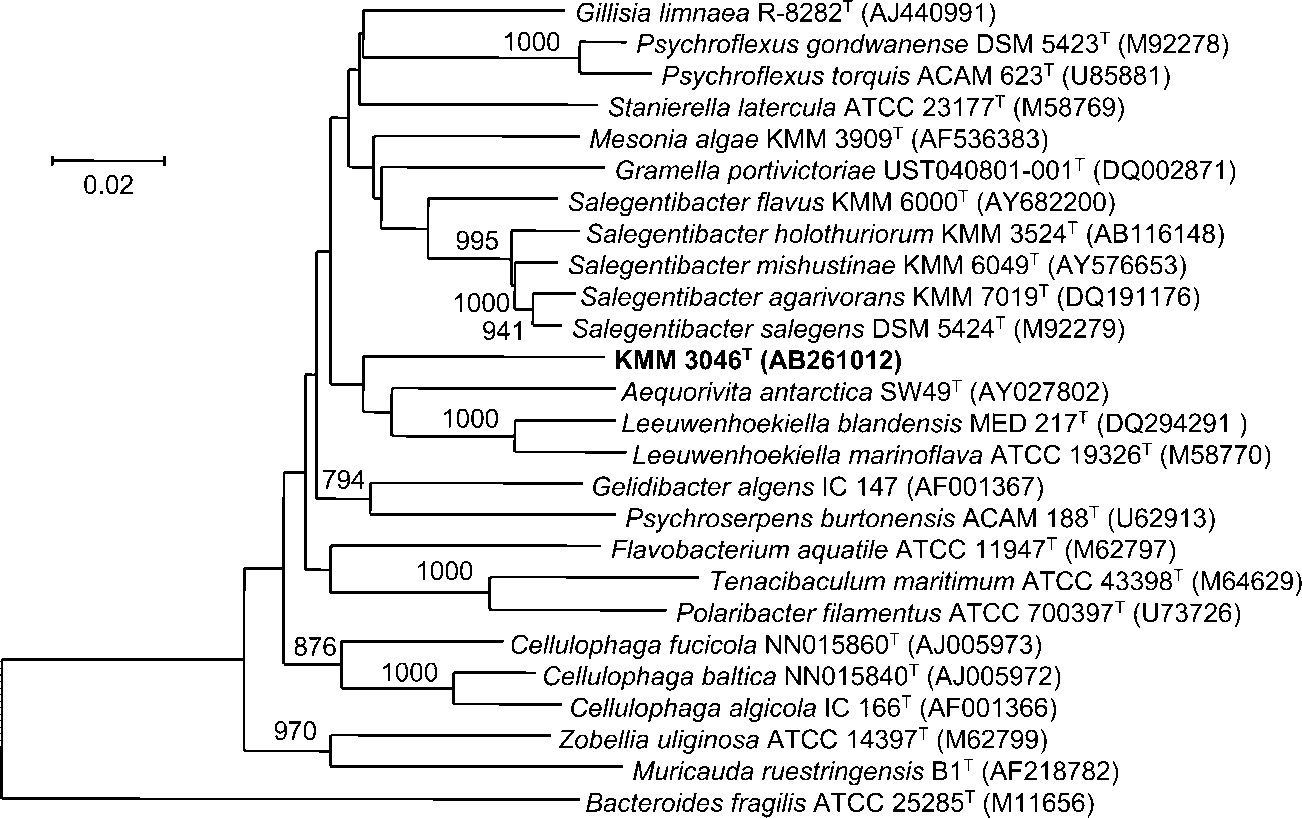 Gillisia limnaea R-8282ᵀ (AJ440991)
1000
Psychroflexus gondwanense DSM 5423ᵀ (M92278)
Psychroflexus torquis ACAM 623ᵀ (U85881)
Stanierella latercula ATCC 23177ᵀ (M58769)
Mesonia algae KMM 3909ᵀ (AF536383)
0.02
Gramella portivictoriae UST040801-001ᵀ (DQ002871)
Salegentibacter flavus KMM 6000ᵀ (AY682200)
995
Salegentibacter holothuriorum KMM 3524ᵀ (AB116148)
Salegentibacter mishustinae KMM 6049ᵀ (AY576653)
1000
Salegentibacter agarivorans KMM 7019ᵀ (DQ191176)
941
Salegentibacter salegens DSM 5424ᵀ (M92279)
KMM 3046ᵀ (AB261012)
Aequorivita antarctica SW49ᵀ (AY027802)
1000
Leeuwenhoekiella blandensis MED 217ᵀ (DQ294291 )
Leeuwenhoekiella marinoflava ATCC 19326ᵀ (M58770)
794
Gelidibacter algens IC 147 (AF001367)
Psychroserpens burtonensis ACAM 188ᵀ (U62913)
Flavobacterium aquatile ATCC 11947ᵀ (M62797)
1000
Tenacibaculum maritimum ATCC 43398ᵀ (M64629)
Polaribacter filamentus ATCC 700397ᵀ (U73726)
876
Cellulophaga fucicola NN015860ᵀ (AJ005973)
1000
Cellulophaga baltica NN015840ᵀ (AJ005972)
Cellulophaga algicola IC 166ᵀ (AF001366)
970
Zobellia uliginosa ATCC 14397ᵀ (M62799)
Muricauda ruestringensis B1ᵀ (AF218782)
Bacteroides fragilis ATCC 25285ᵀ (M11656)